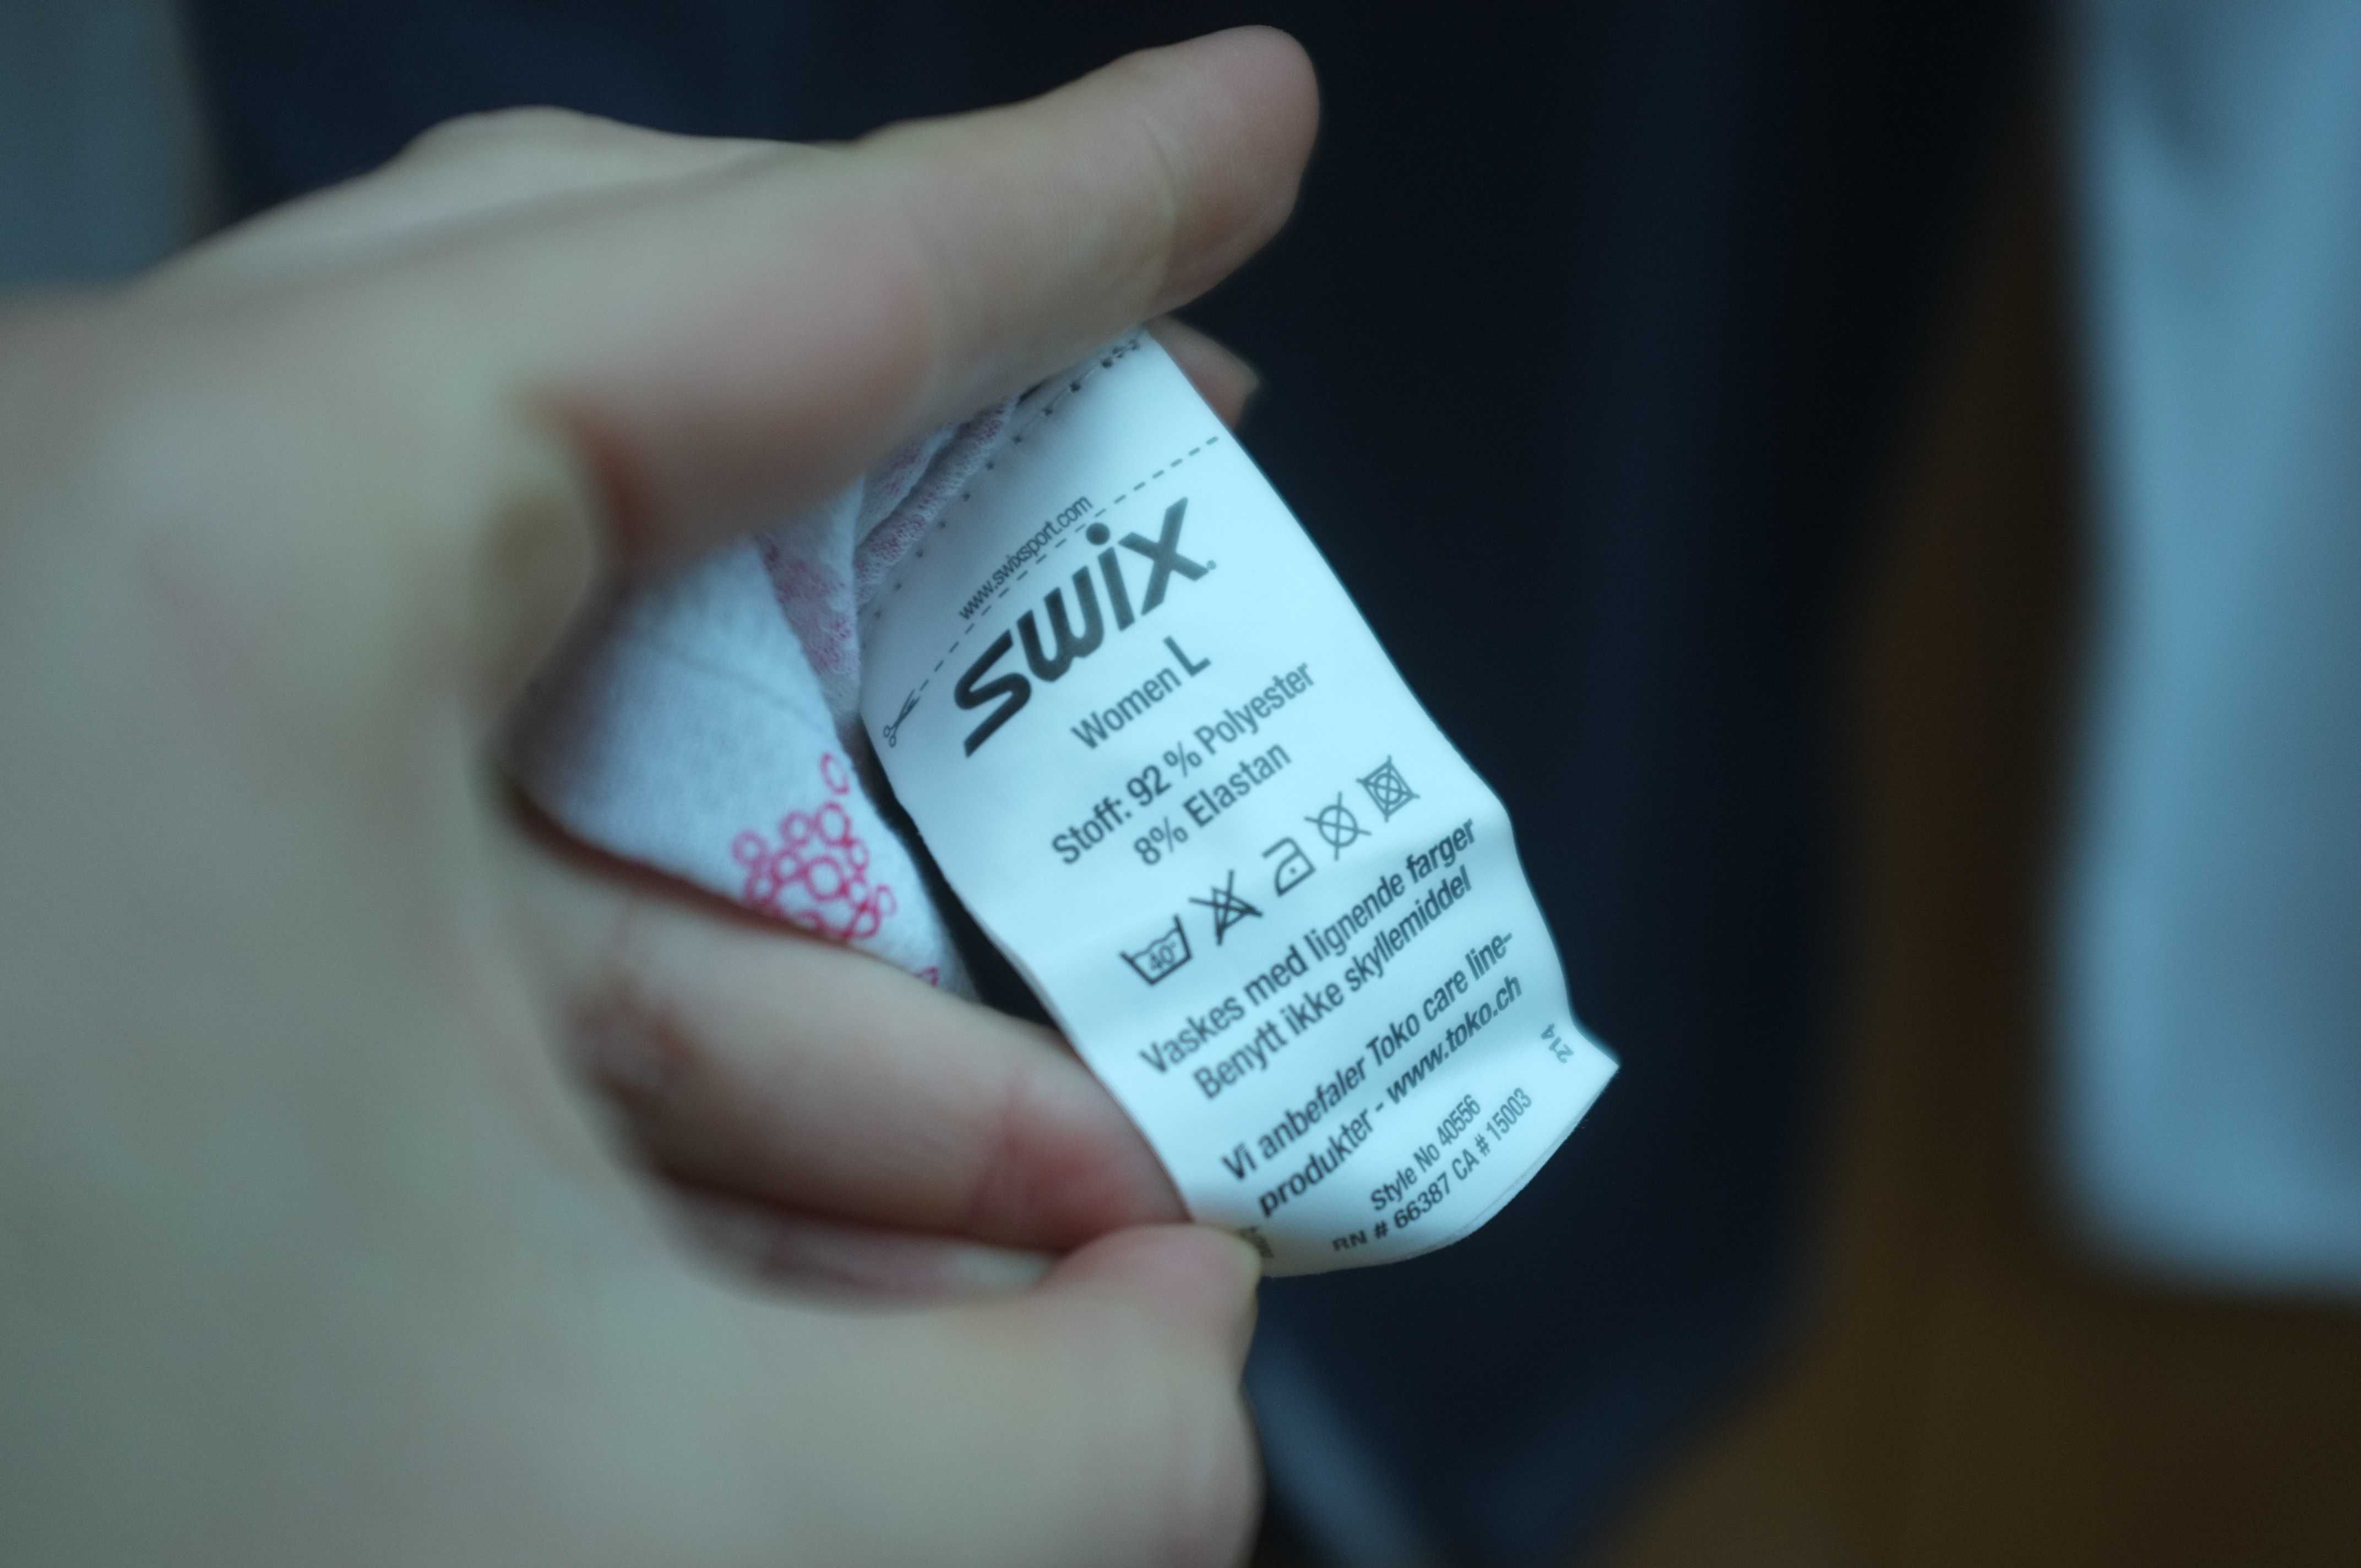 www.swixsport.com
swix
Women L
Stoff: 92 % Polyester
8% Elastan
40°
Vaskes med lignende farger
Benytt ikke skyllemiddel
Vi anbefaler Toko care line-
produkter - www.toko.ch
214
Style No 40556
RN # 66387 CA # 15003